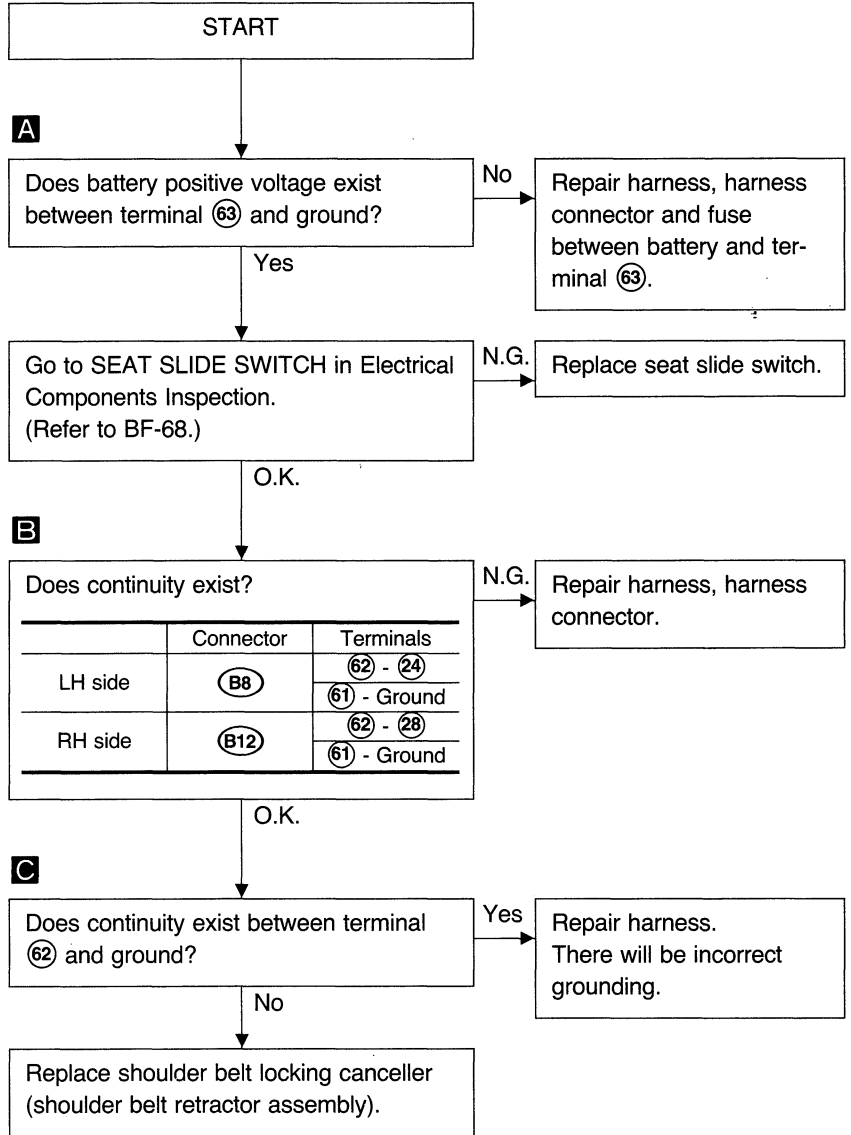 START
A
Does battery positive voltage exist
between terminal 63 and ground?
No
Repair harness, harness
connector and fuse
between battery and ter-
minal 63.
Yes
Go to SEAT SLIDE SWITCH in Electrical
Components Inspection.
(Refer to BF-68.)
N.G.
Replace seat slide switch.
O.K.
B
Does continuity exist?
N.G.
Repair harness, harness
connector.
Connector Terminals
LH side B8 62 - 24
61 - Ground
RH side B12 62 - 28
61 - Ground
O.K.
C
Does continuity exist between terminal
62 and ground?
Yes
Repair harness.
There will be incorrect
grounding.
No
Replace shoulder belt locking canceller
(shoulder belt retractor assembly).